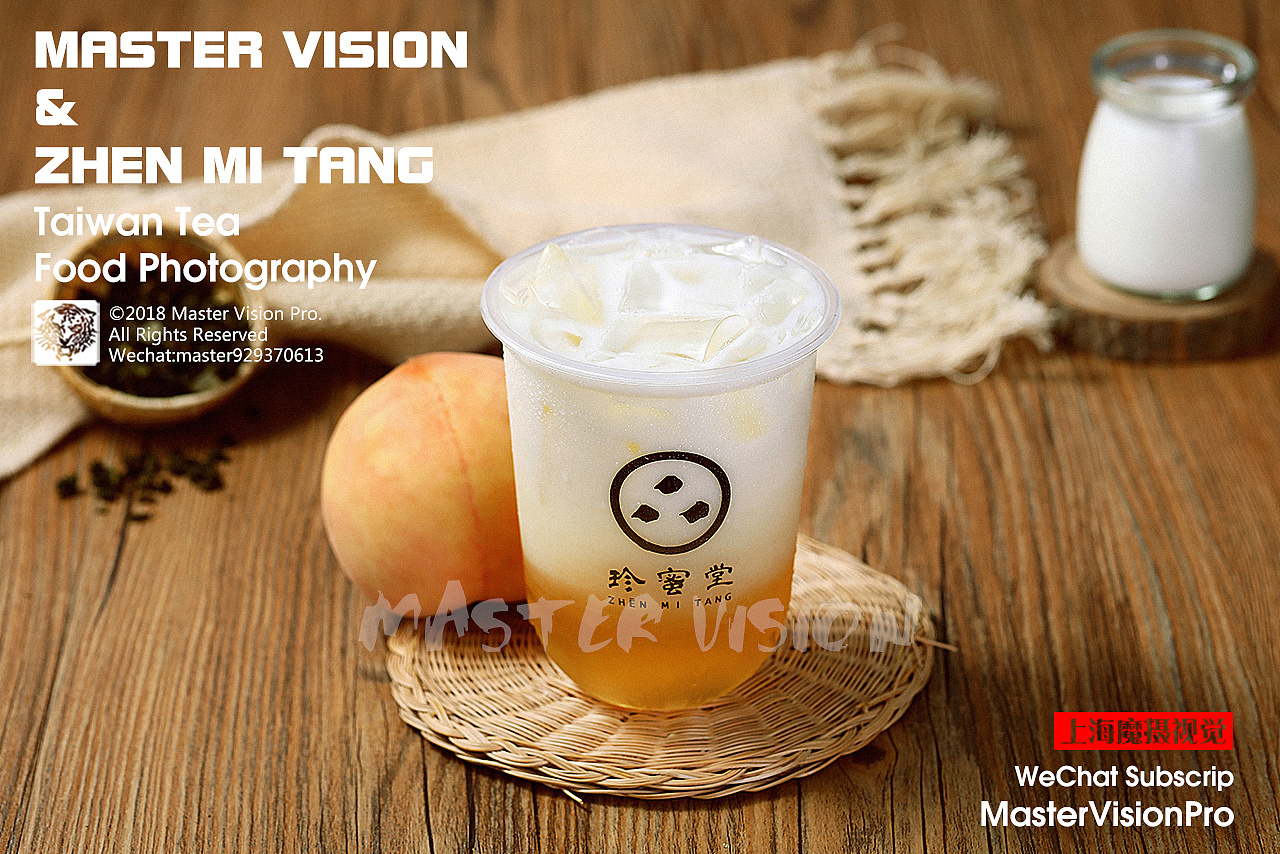 MASTER VISION
&
ZHEN MI TANG
Taiwan Tea
Food Photography
©2018 Master Vision Pro.
All Rights Reserved
Wechat:master929370613
珍蜜堂
ZHEN MI TANG
MASTER VISION
上海魔摄视觉
WeChat Subscrip
MasterVisionPro